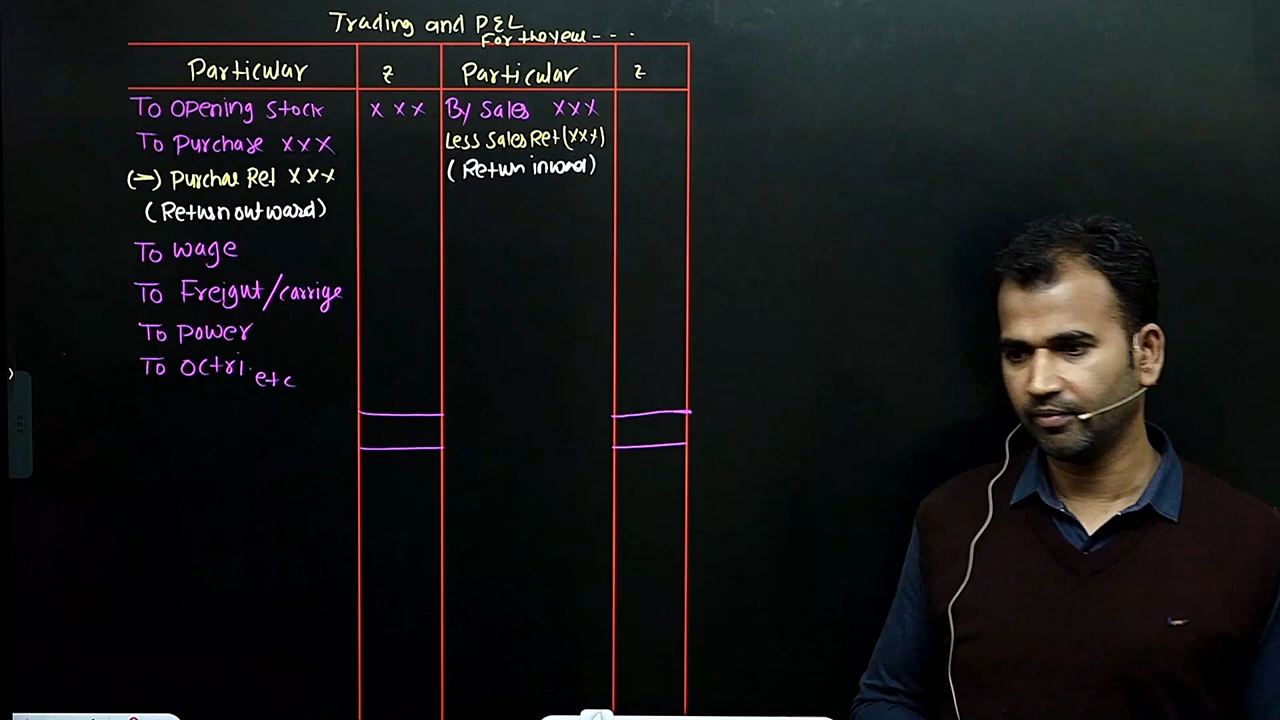 Trading and P&L
For the year - - -
Particular ₹ Particular ₹
To Opening Stock x x x By Sales xxx
To Purchase xxx Less Sales Ret (xxx)
(-) Purchase Ret xxx (Return inward)
(Return outward)
To wage
To Freight/carrige
To Power
To Octri. etc